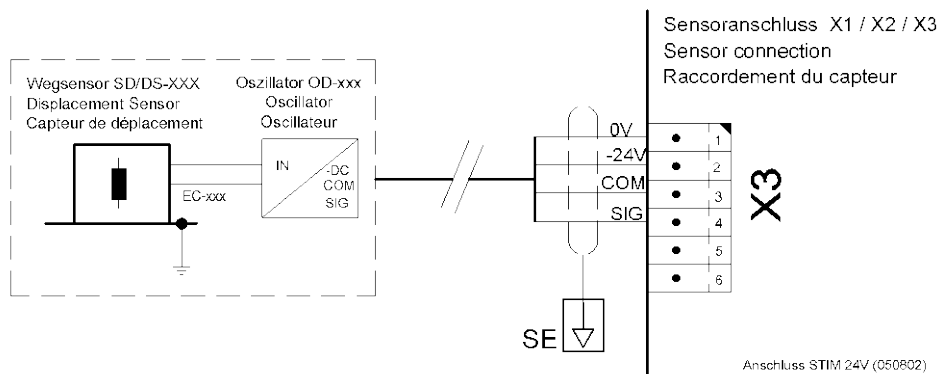 Sensoranschluss X1 / X2 / X3
Sensor connection
Raccordement du capteur
Wegsensor SD/DS-XXX
Displacement Sensor
Capteur de déplacement
Oszillator OD-xxx
Oscillator
Oscillateur
IN
-DC
COM
SIG
EC-xxx
0V
-24V
COM
SIG
1
2
3
4
5
6
X3
SE
Anschluss STIM 24V (050802)